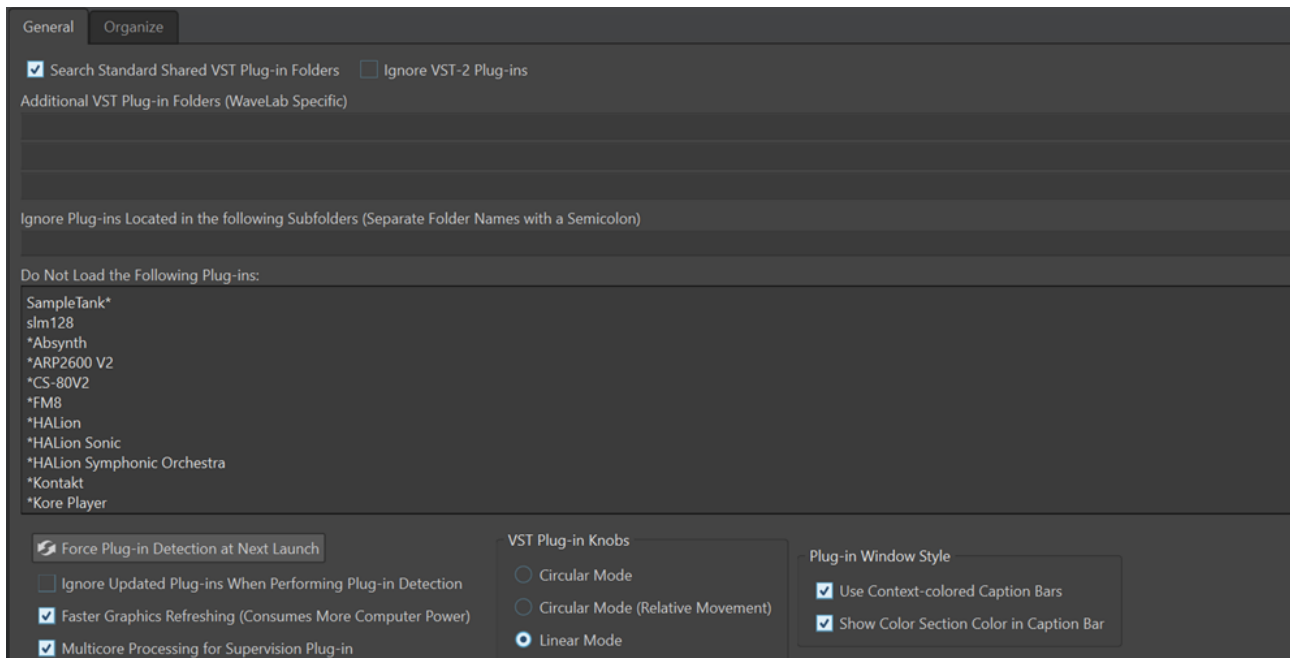 General
Organize
Search Standard Shared VST Plug-in Folders
Ignore VST-2 Plug-ins
Additional VST Plug-in Folders (WaveLab Specific)
Ignore Plug-ins Located in the following Subfolders (Separate Folder Names with a Semicolon)
Do Not Load the Following Plug-ins:
SampleTank*
slm128
*Absynth
*ARP2600 V2
*CS-80V2
*FM8
*HALion
*HALion Sonic
*HALion Symphonic Orchestra
*Kontakt
*Kore Player
Force Plug-in Detection at Next Launch
Ignore Updated Plug-ins When Performing Plug-in Detection
Faster Graphics Refreshing (Consumes More Computer Power)
Multicore Processing for Supervision Plug-in
VST Plug-in Knobs
Circular Mode
Circular Mode (Relative Movement)
Linear Mode
Plug-in Window Style
Use Context-colored Caption Bars
Show Color Section Color in Caption Bar